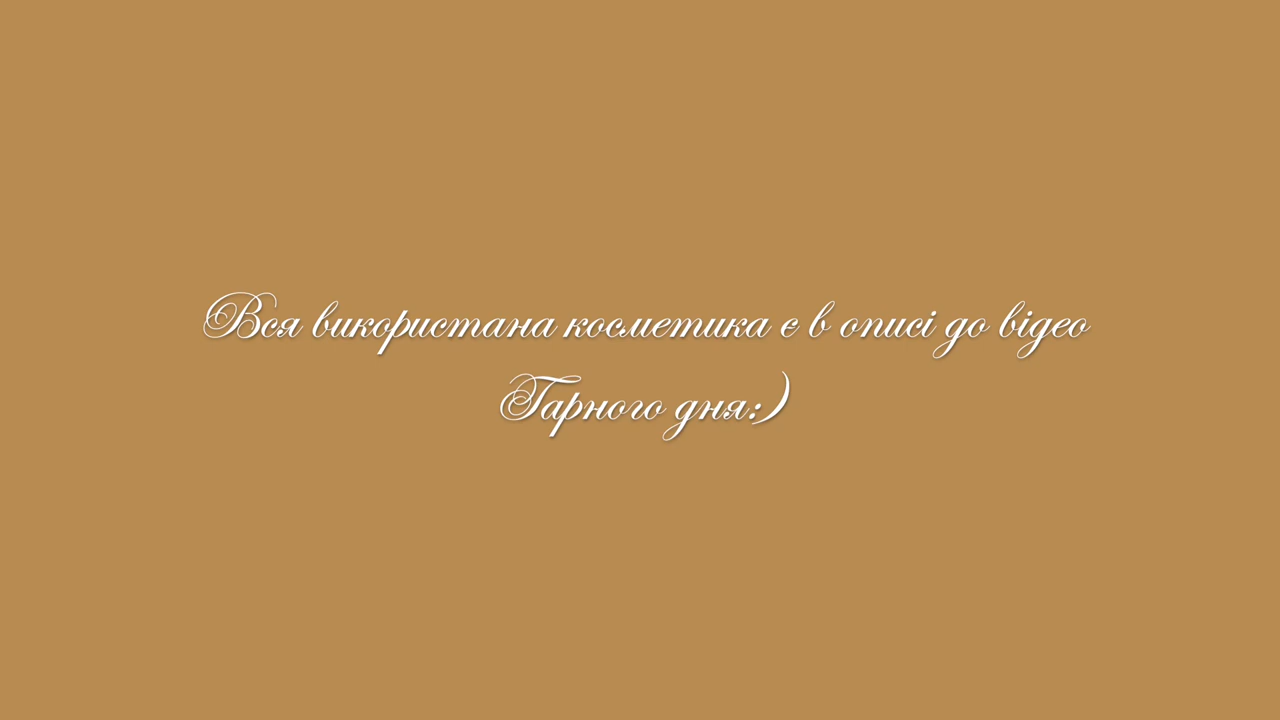 Вся використана косметика є в описі до відео
Гарного дня:)